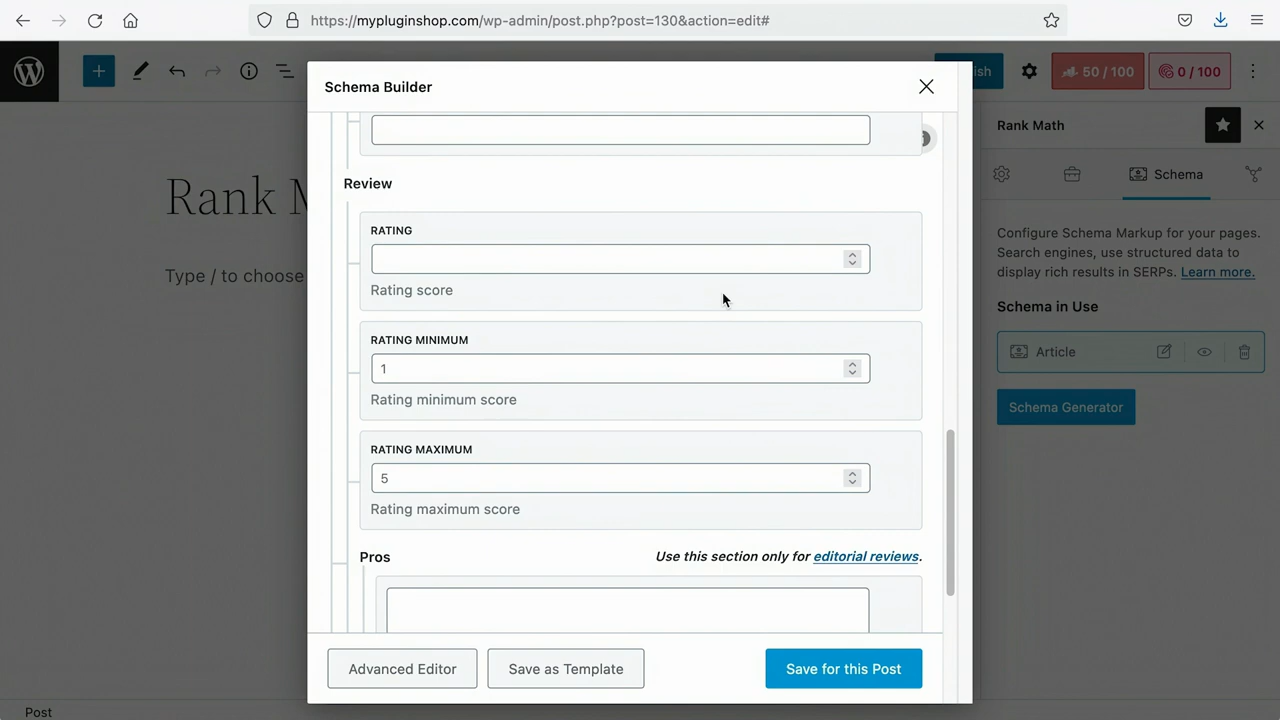 https://mypluginshop.com/wp-admin/post.php?post=130&action=edit#
ish
50 / 100
0 / 100
Schema Builder
Rank Math
Rank M
Type / to choose
Review
RATING
Rating score
RATING MINIMUM
1
Rating minimum score
RATING MAXIMUM
5
Rating maximum score
Pros
Use this section only for editorial reviews.
Advanced Editor
Save as Template
Save for this Post
Schema
Configure Schema Markup for your pages.
Search engines, use structured data to
display rich results in SERPs. Learn more.
Schema in Use
Article
Schema Generator
Post